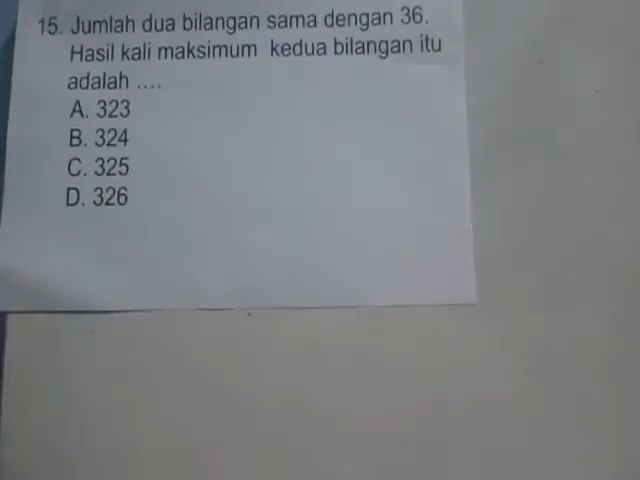 15. Jumlah dua bilangan sama dengan 36.
Hasil kali maksimum kedua bilangan itu
adalah ....
A. 323
B. 324
C. 325
D. 326